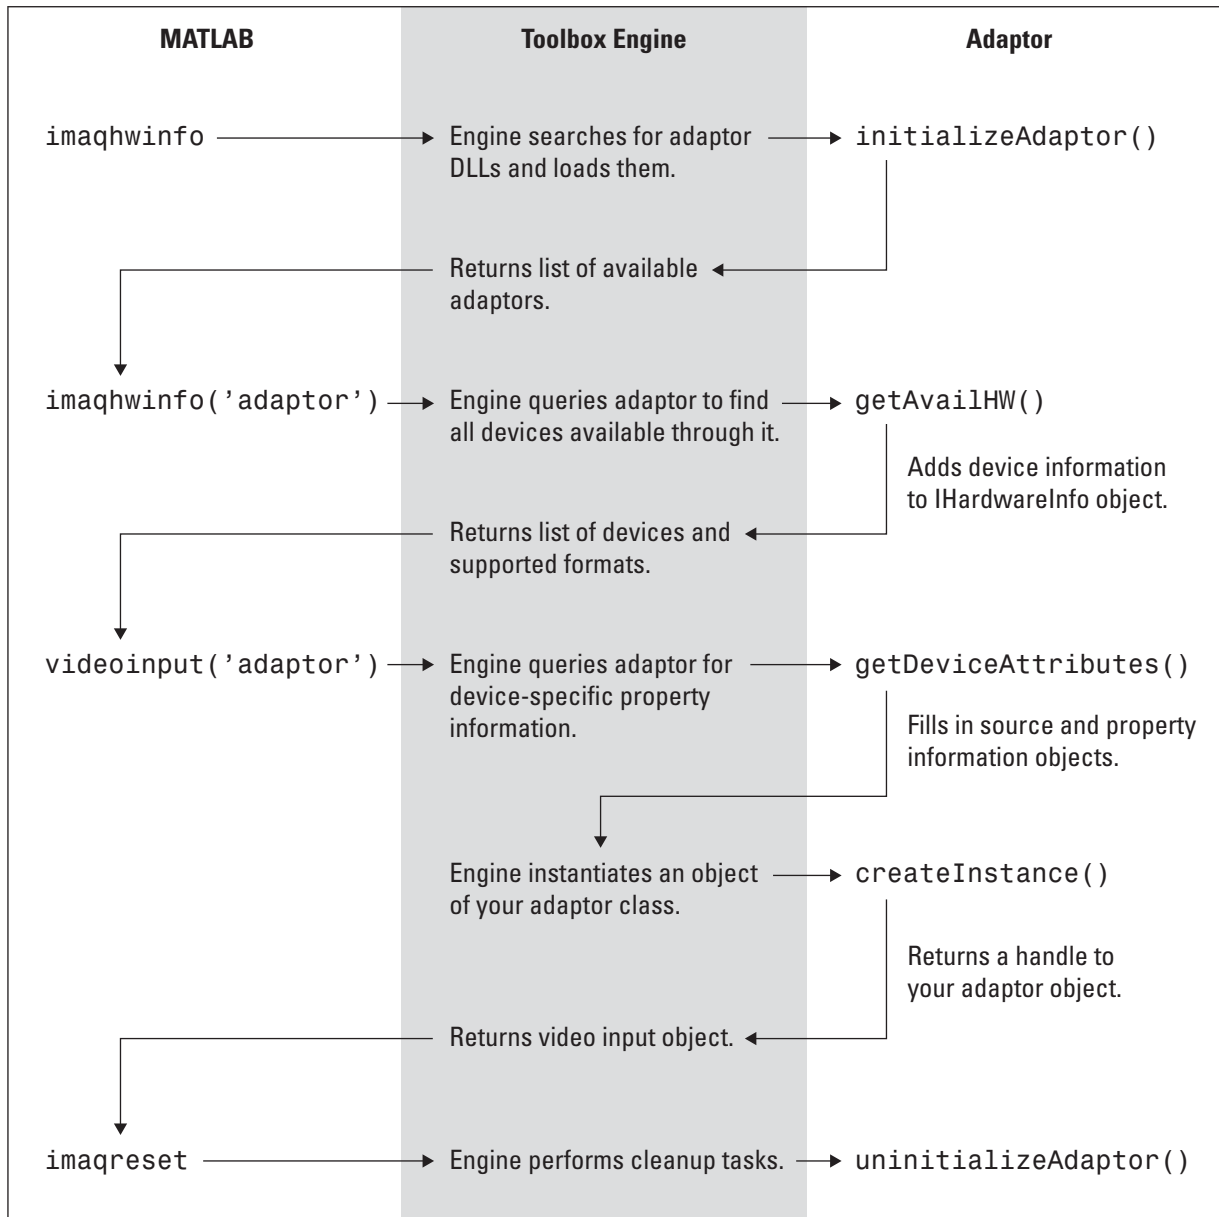 MATLAB
Toolbox Engine
Adaptor
imaqhwinfo
Engine searches for adaptor
DLLs and loads them.
initializeAdaptor()
Returns list of available
adaptors.
imaqhwinfo('adaptor')
Engine queries adaptor to find
all devices available through it.
getAvailHW()
Adds device information
to IHardwareInfo object.
Returns list of devices and
supported formats.
videoinput('adaptor')
Engine queries adaptor for
device-specific property
information.
getDeviceAttributes()
Fills in source and property
information objects.
Engine instantiates an object
of your adaptor class.
createInstance()
Returns a handle to
your adaptor object.
Returns video input object.
imaqreset
Engine performs cleanup tasks.
uninitializeAdaptor()